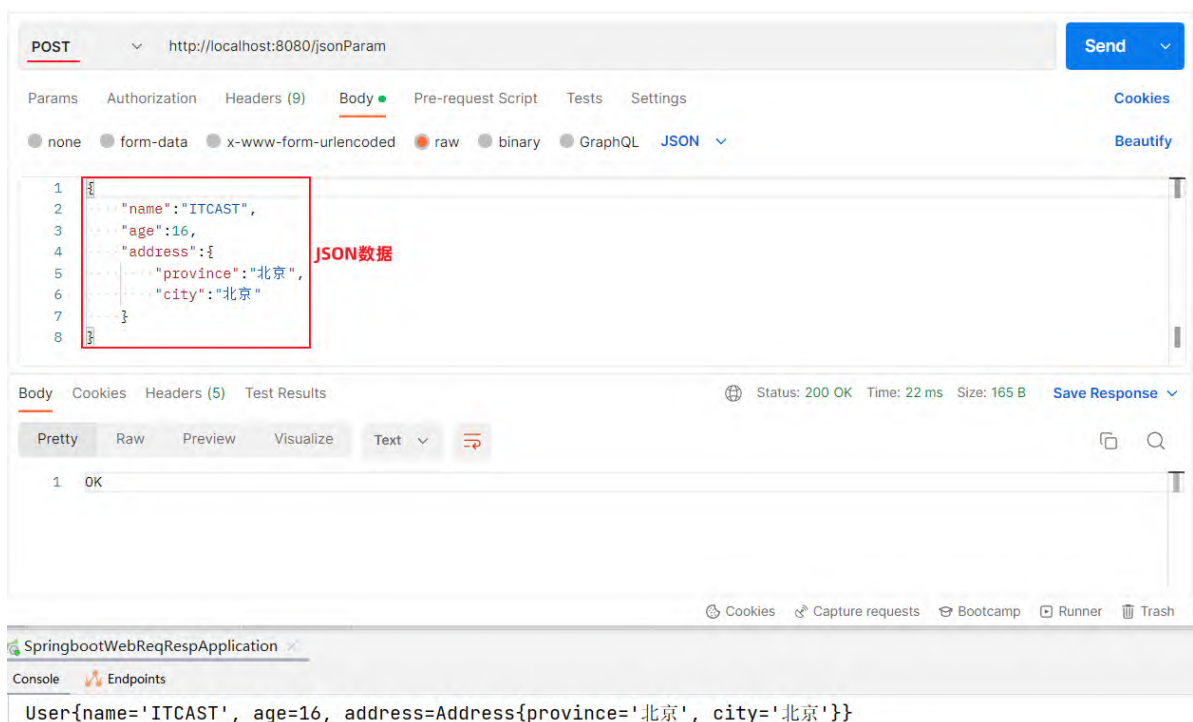 POST http://localhost:8080/jsonParam Send
Params Authorization Headers (9) Body Pre-request Script Tests Settings Cookies
none form-data x-www-form-urlencoded raw binary GraphQL JSON Beautify
1 {
2 "name":"ITCAST",
3 "age":16,
4 "address":{
JSON数据
5 "province":"北京",
6 "city":"北京"
7 }
8 }
Body Cookies Headers (5) Test Results Status: 200 OK Time: 22 ms Size: 165 B Save Response
Pretty Raw Preview Visualize Text
1 OK
Cookies Capture requests Bootcamp Runner Trash
SpringbootWebReqRespApplication
Console Endpoints
User{name='ITCAST', age=16, address=Address{province='北京', city='北京'}}